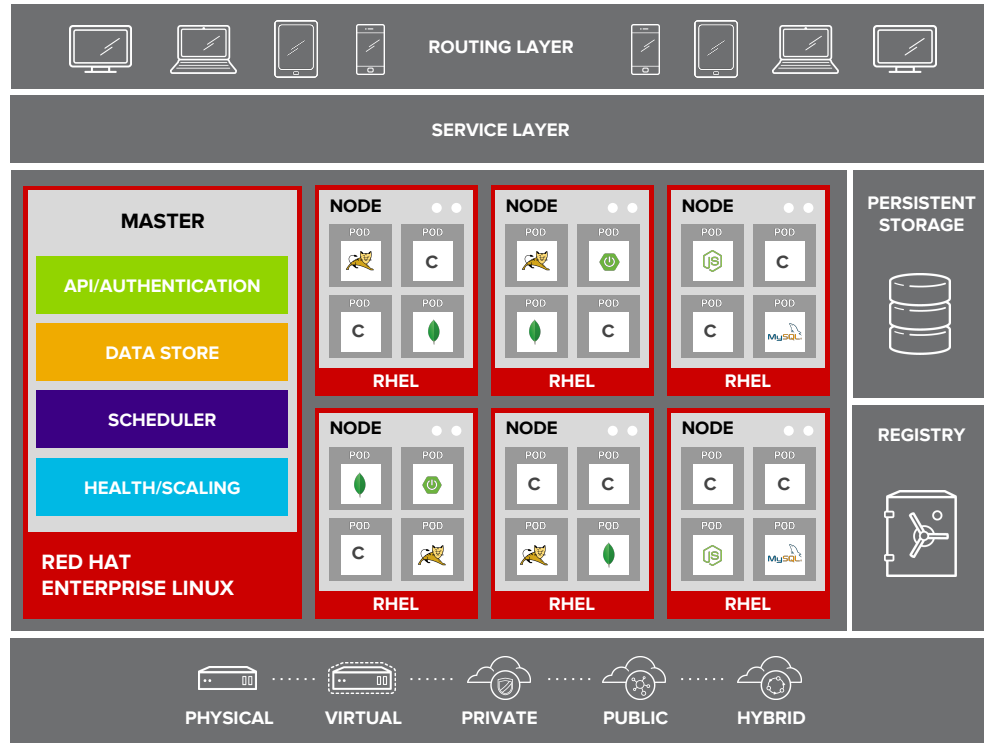 ROUTING LAYER
SERVICE LAYER
MASTER
API/AUTHENTICATION
DATA STORE
SCHEDULER
HEALTH/SCALING
RED HAT
ENTERPRISE LINUX
NODE
POD POD
C
POD POD
C
RHEL
NODE
POD POD
POD POD
C
RHEL
NODE
POD POD
JS C
POD POD
C MySQL
RHEL
NODE
POD POD
POD POD
C
RHEL
NODE
POD POD
C C
POD POD
RHEL
NODE
POD POD
C C
POD POD
JS MySQL
RHEL
PERSISTENT
STORAGE
REGISTRY
PHYSICAL VIRTUAL PRIVATE PUBLIC HYBRID